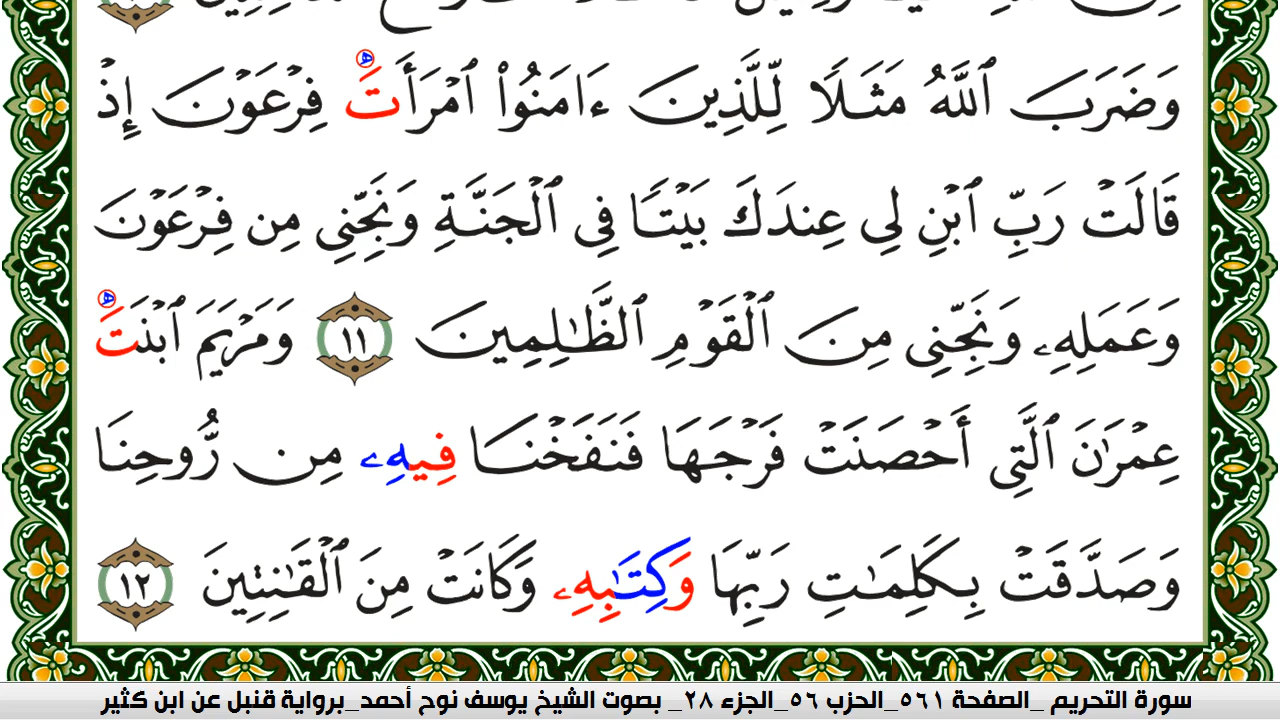 وَضَرَبَ ٱللَّهُ مَثَلٗا لِّلَّذِينَ ءَامَنُواْ ٱمۡرَأَتَ فِرۡعَوۡنَ إِذۡ
قَالَتۡ رَبِّ ٱبۡنِ لِي عِندَكَ بَيۡتٗا فِي ٱلۡجَنَّةِ وَنَجِّنِي مِن فِرۡعَوۡنَ
وَعَمَلِهِۦ وَنَجِّنِي مِنَ ٱلۡقَوۡمِ ٱلظَّٰلِمِينَ ١١ وَمَرۡيَمَ ٱبۡنَتَ
عِمۡرَٰنَ ٱلَّتِي أَحۡصَنَتۡ فَرۡجَهَا فَنَفَخۡنَا فِيهِۦ مِن رُّوحِنَا
وَصَدَّقَتۡ بِكَلِمَٰتِ رَبِّهَا وَكِتَٰبِهِۦ وَكَانَتۡ مِنَ ٱلۡقَٰنِتِينَ ١٢
سورة التحريم _الصفحة ٥٦١_الحزب ٥٦_الجزء ٢٨_ بصوت الشيخ يوسف نوح أحمد_برواية قنبل عن ابن كثير